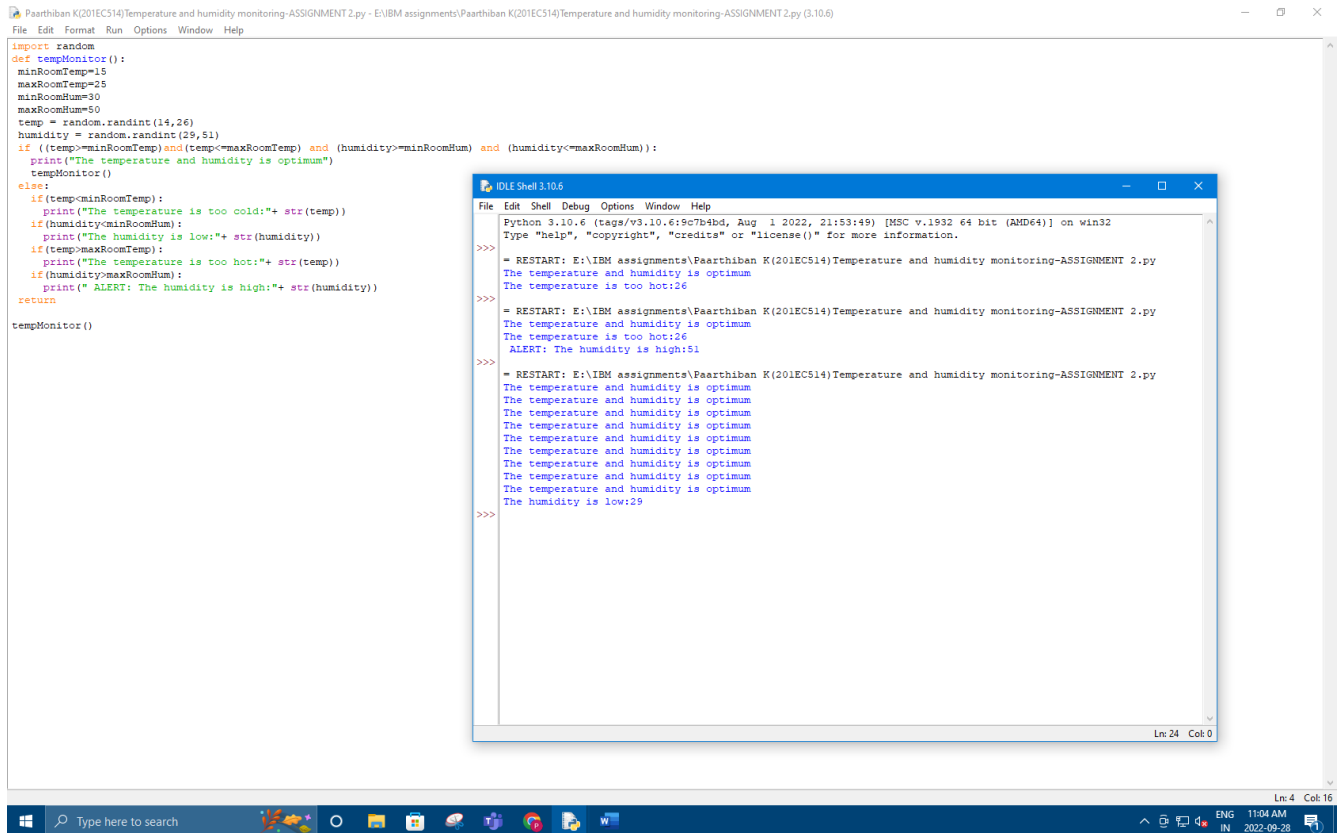 Paarthiban K(201EC514)Temperature and humidity monitoring-ASSIGNMENT 2.py - E:\IBM assignments\Paarthiban K(201EC514)Temperature and humidity monitoring-ASSIGNMENT 2.py (3.10.6)
File Edit Format Run Options Window Help
import random
def tempMonitor():
 minRoomTemp=15
 maxRoomTemp=25
 minRoomHum=30
 maxRoomHum=50
 temp = random.randint(14,26)
 humidity = random.randint(29,51)
 if ((temp>=minRoomTemp)and(temp<=maxRoomTemp) and (humidity>=minRoomHum) and (humidity<=maxRoomHum)):
   print("The temperature and humidity is optimum")
   tempMonitor()
 else:
   if(temp<minRoomTemp):
     print("The temperature is too cold:"+ str(temp))
   if(humidity<minRoomHum):
     print("The humidity is low:"+ str(humidity))
   if(temp>maxRoomTemp):
     print("The temperature is too hot:"+ str(temp))
   if(humidity>maxRoomHum):
     print(" ALERT: The humidity is high:"+ str(humidity))
 return
tempMonitor()
IDLE Shell 3.10.6
File Edit Shell Debug Options Window Help
Python 3.10.6 (tags/v3.10.6:9c7b4bd, Aug  1 2022, 21:53:49) [MSC v.1932 64 bit (AMD64)] on win32
Type "help", "copyright", "credits" or "license()" for more information.
>>>
= RESTART: E:\IBM assignments\Paarthiban K(201EC514)Temperature and humidity monitoring-ASSIGNMENT 2.py
The temperature and humidity is optimum
The temperature is too hot:26
>>>
= RESTART: E:\IBM assignments\Paarthiban K(201EC514)Temperature and humidity monitoring-ASSIGNMENT 2.py
The temperature and humidity is optimum
The temperature is too hot:26
 ALERT: The humidity is high:51
>>>
= RESTART: E:\IBM assignments\Paarthiban K(201EC514)Temperature and humidity monitoring-ASSIGNMENT 2.py
The temperature and humidity is optimum
The temperature and humidity is optimum
The temperature and humidity is optimum
The temperature and humidity is optimum
The temperature and humidity is optimum
The temperature and humidity is optimum
The temperature and humidity is optimum
The temperature and humidity is optimum
The temperature and humidity is optimum
The humidity is low:29
>>>
Ln: 24 Col: 0
Ln: 4 Col: 16
Type here to search
ENG 11:04 AM
IN 2022-09-28